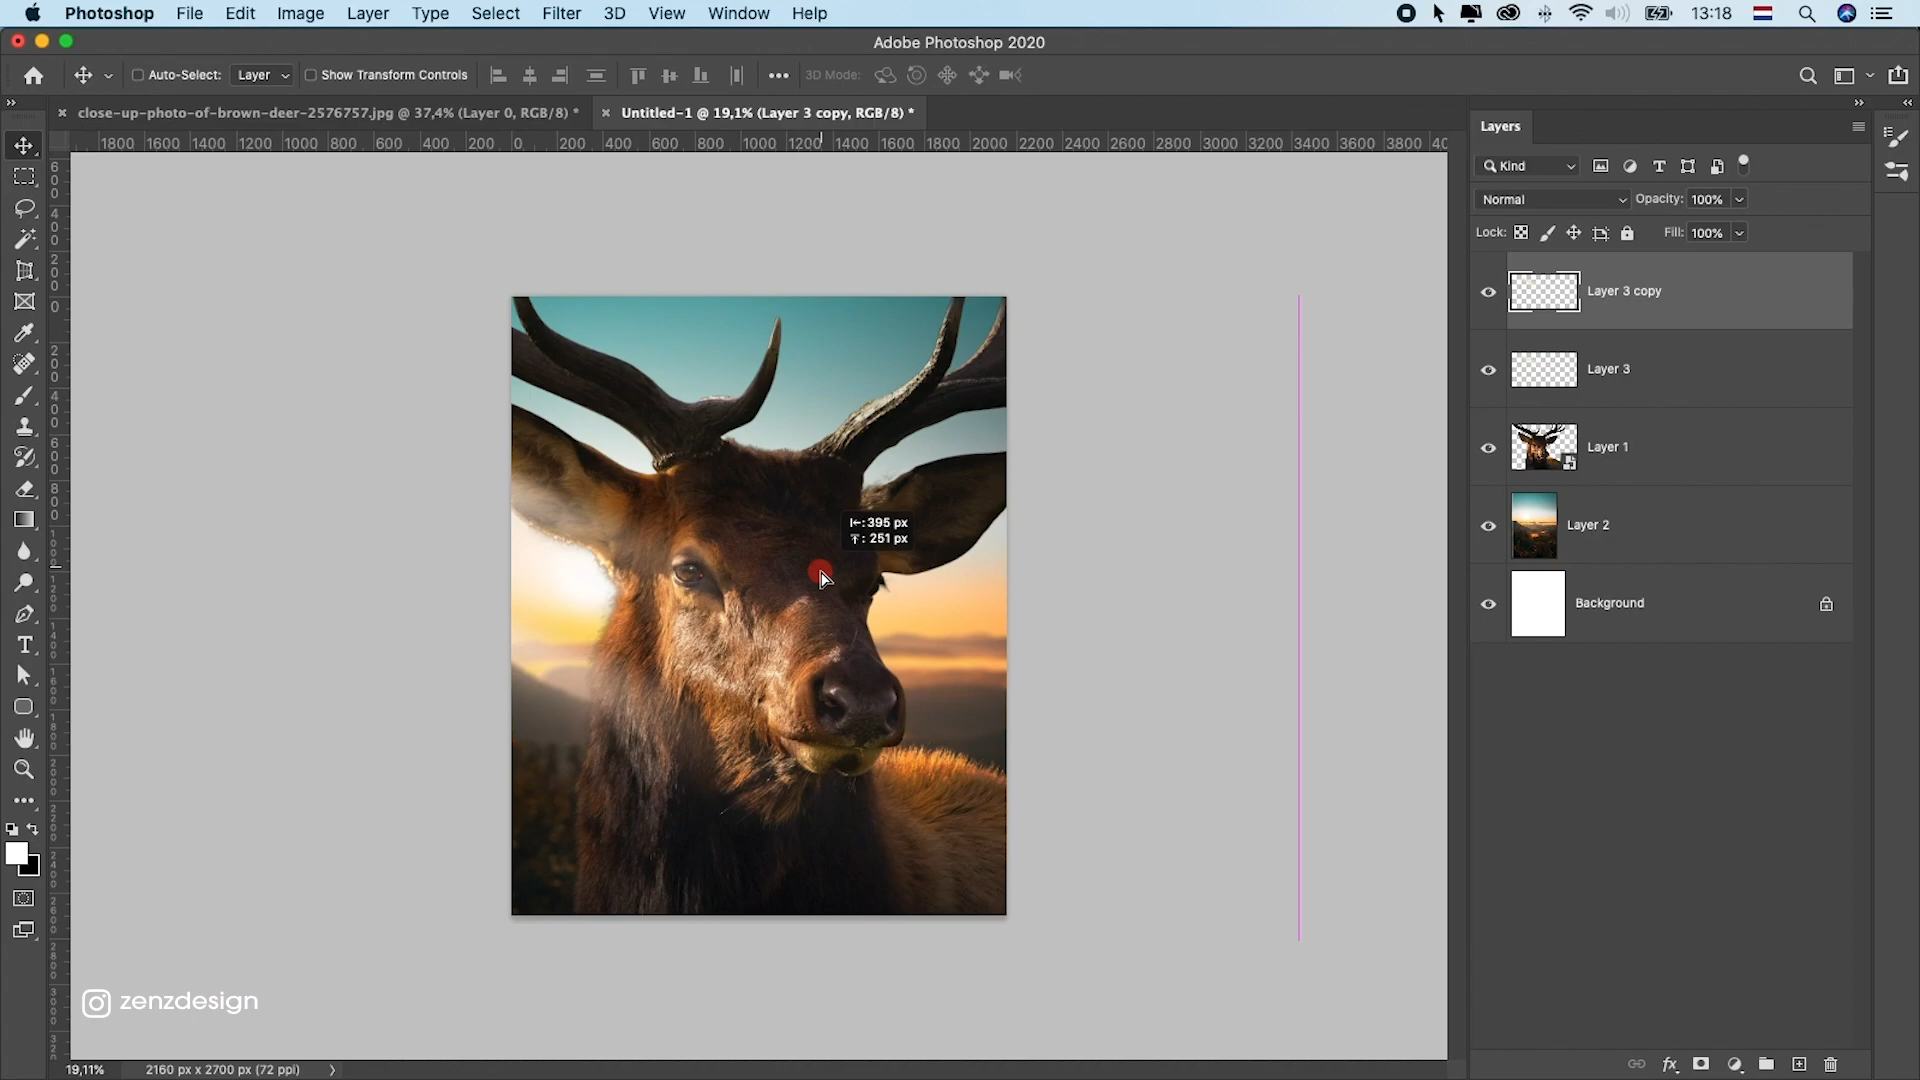 Photoshop File Edit Image Layer Type Select Filter 3D View Window Help 13:18
Adobe Photoshop 2020
Auto-Select: Layer Show Transform Controls 3D Mode:
close-up-photo-of-brown-deer-2576757.jpg @ 37,4% (Layer 0, RGB/8) * Untitled-1 @ 19,1% (Layer 3 copy, RGB/8) *
1800 1600 1400 1200 1000 800 600 400 200 0 200 400 600 800 1000 1200 1400 1600 1800 2000 2200 2400 2600 2800 3000 3200 3400 3600 3800
Layers
Kind
Normal Opacity: 100%
Lock: Fill: 100%
Layer 3 copy
Layer 3
Layer 1
Layer 2
Background
395 px
251 px
zenzdesign
19,11% 2160 px x 2700 px (72 ppi)